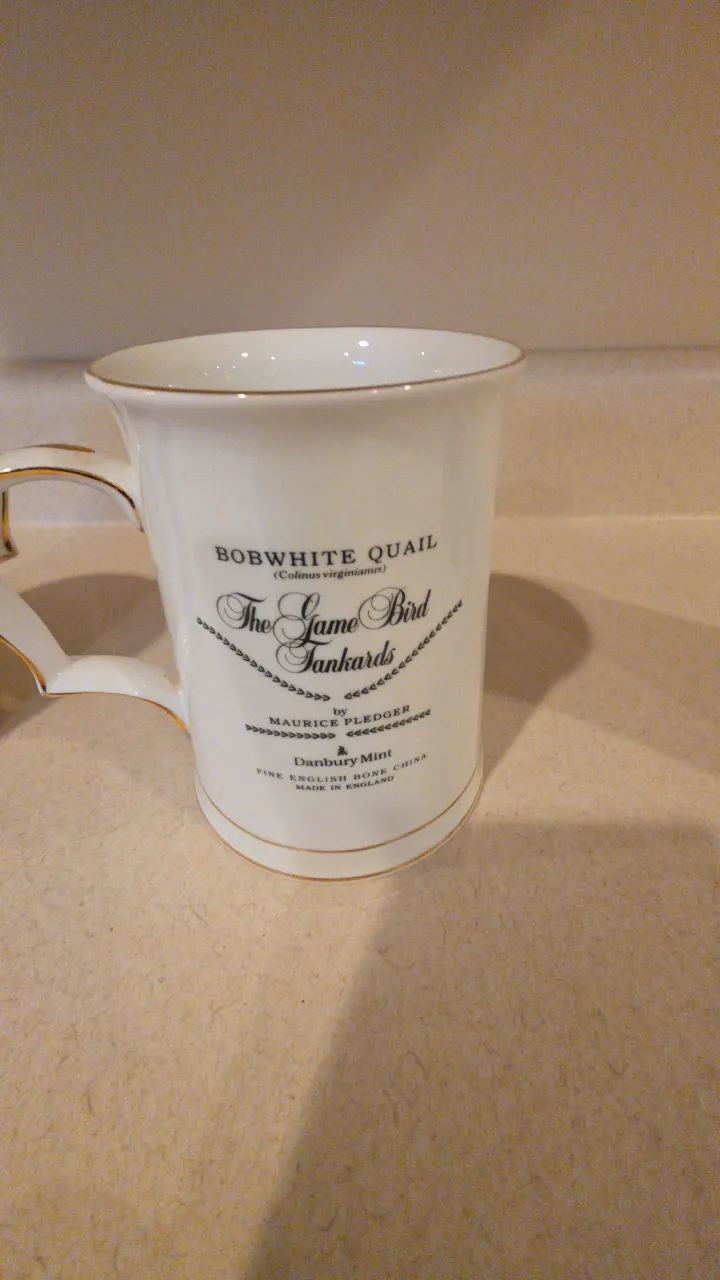 BOBWHITE QUAIL
(Colinus virginianus)
The Game Bird
Tankards
by
MAURICE PLEDGER
Danbury Mint
FINE ENGLISH BONE CHINA
MADE IN ENGLAND